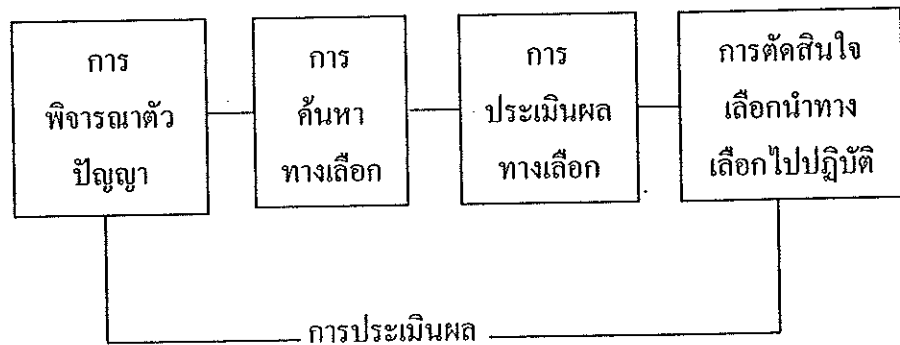 การ
พิจารณาตัว
ปัญญา
การ
ค้นหา
ทางเลือก
การ
ประเมินผล
ทางเลือก
การตัดสินใจ
เลือกนำทาง
เลือกไปปฏิบัติ
การประเมินผล